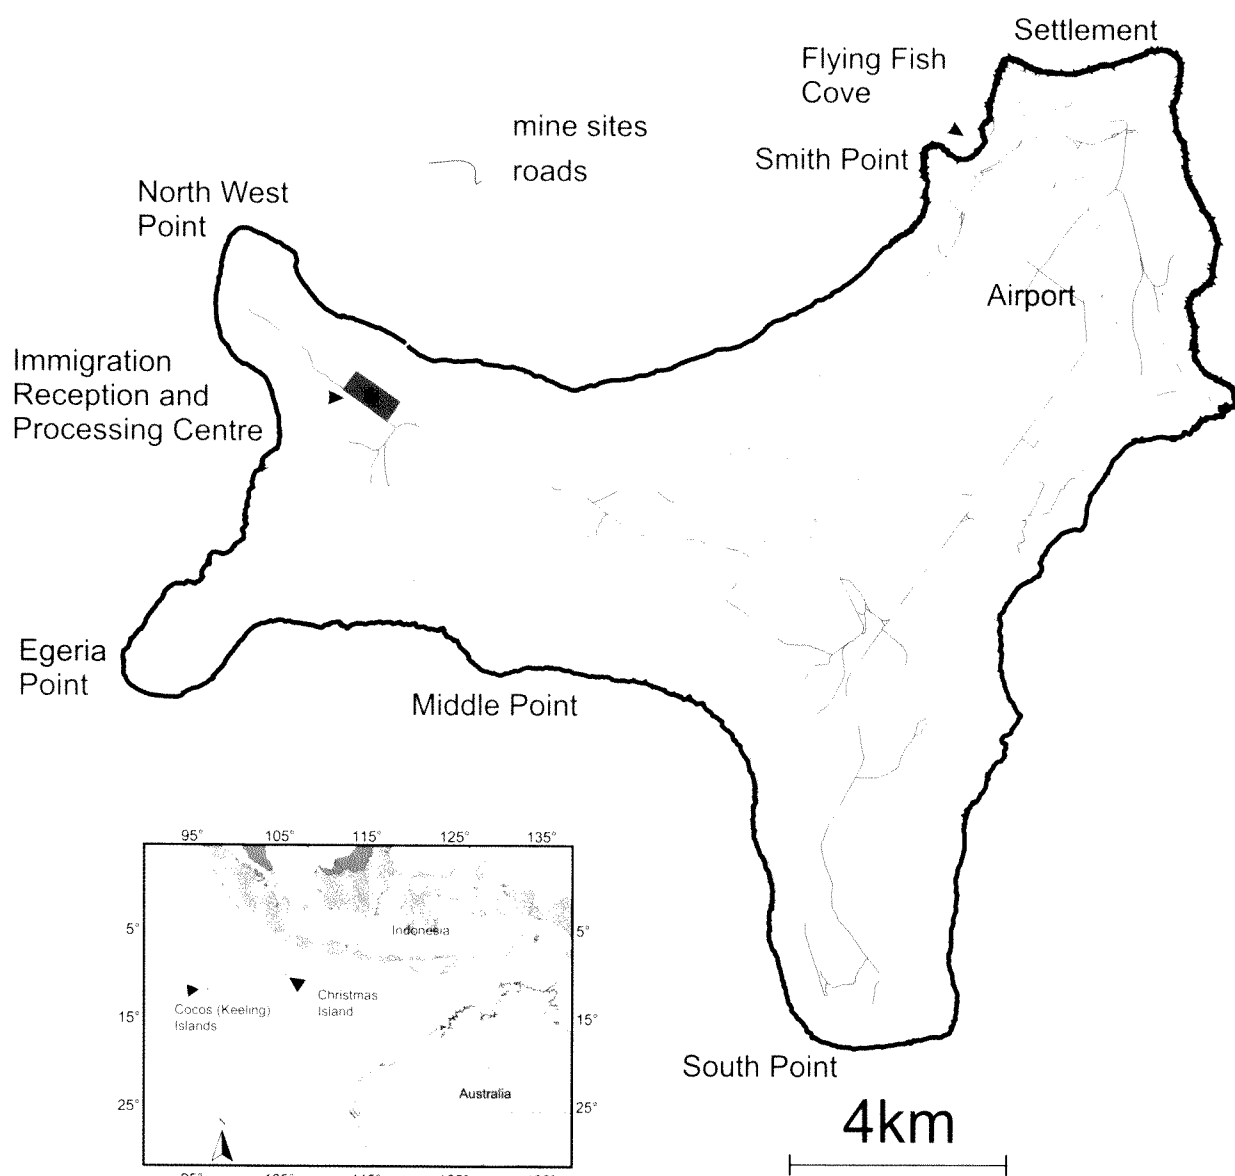 Settlement
Flying Fish
Cove
mine sites
Smith Point
roads
North West
Point
Airport
Immigration
Reception and
Processing Centre
Egeria
Point
Middle Point
95° 105° 115° 125° 135°
5° 5°
Indonesia
Christmas
Island
Cocos (Keeling)
Islands
15° 15°
Australia
25° 25°
South Point
4km